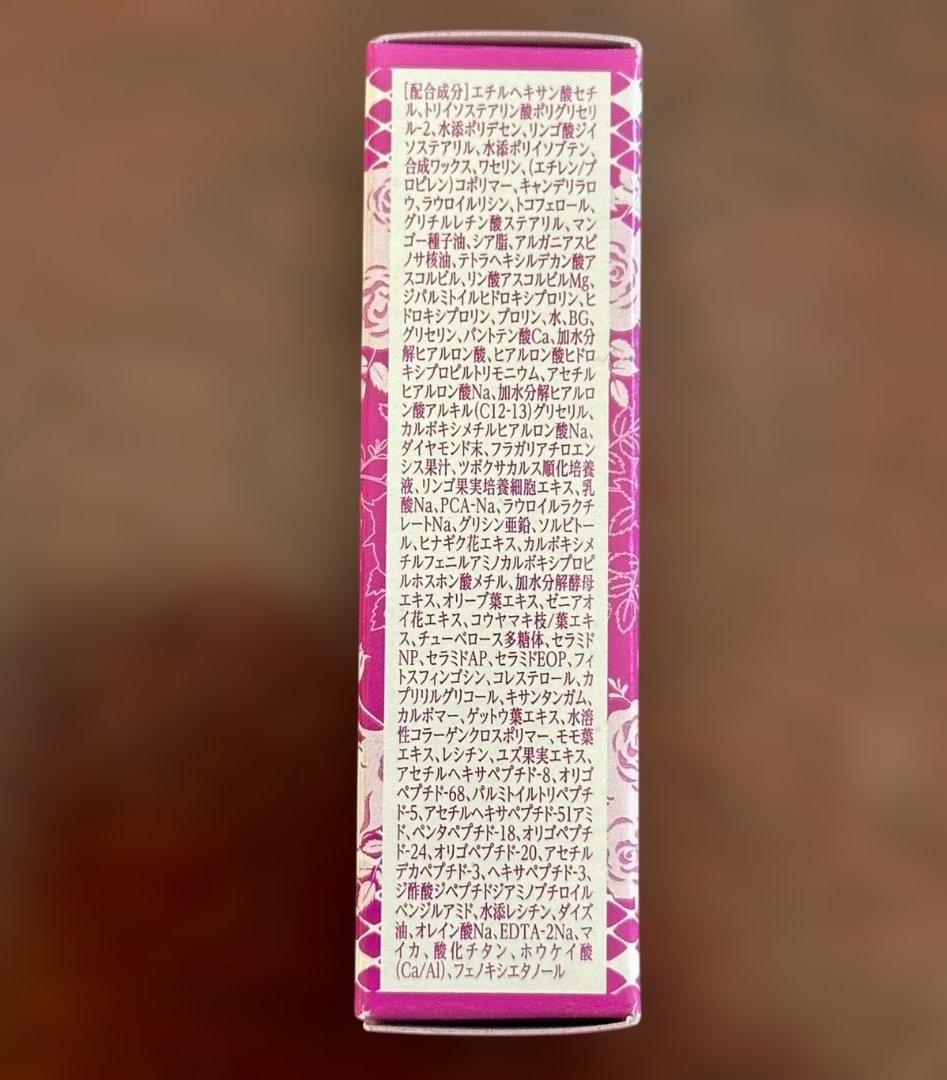 [配合成分]エチルヘキサン酸セチ
ル、トリイソステアリン酸ポリグリセリ
ル-2、水添ポリデセン、リンゴ酸ジイ
ソステアリル、水添ポリイソブテン、
合成ワックス、ワセリン、(エチレン/プ
ロピレン)コポリマー、キャンデリラロ
ウ、ラウロイルリシン、トコフェロール、
グリチルレチン酸ステアリル、マン
ゴー種子油、シア脂、アルガニアスピ
ノサ核油、テトラヘキシルデカン酸ア
スコルビル、リン酸アスコルビルMg、
ジパルミトイルヒドロキシプロリン、ヒ
ドロキシプロリン、プロリン、水、BG、
グリセリン、パントテン酸Ca、加水分
解ヒアルロン酸、ヒアルロン酸ヒドロ
キシプロピルトリモニウム、アセチル
ヒアルロン酸Na、加水分解ヒアルロ
ン酸アルキル(C12-13)グリセリル、
カルボキシメチルヒアルロン酸Na、
ダイヤモンド末、フラガリアチロエン
シス果汁、ツボクサカルス順化培養
液、リンゴ果実培養細胞エキス、乳
酸Na、PCA-Na、ラウロイルラクチ
レートNa、グリシン亜鉛、ソルビトー
ル、ヒナギク花エキス、カルボキシメ
チルフェニルアミノカルボキシプロピ
ルホスホン酸メチル、加水分解酵母
エキス、オリーブ葉エキス、ゼニアオ
イ花エキス、コウヤマキ枝/葉エキ
ス、チューベロース多糖体、セラミド
NP、セラミドAP、セラミドEOP、フィ
トスフィンゴシン、コレステロール、カ
プリリルグリコール、キサンタンガム、
カルボマー、ゲットウ葉エキス、水溶
性コラーゲンクロスポリマー、モモ葉
エキス、レシチン、ユズ果実エキス、
アセチルヘキサペプチド-8、オリゴ
ペプチド-68、パルミトイルトリペプチ
ド-5、アセチルヘキサペプチド-51アミ
ド、ペンタペプチド-18、オリゴペプチ
ド-24、オリゴペプチド-20、アセチル
デカペプチド-3、ヘキサペプチド-3、
ジ酢酸ジペプチドジアミノブチロイル
ベンジルアミド、水添レシチン、ダイズ
油、オレイン酸Na、EDTA-2Na、マ
イカ、酸化チタン、ホウケイ酸
(Ca/Al)、フェノキシエタノール